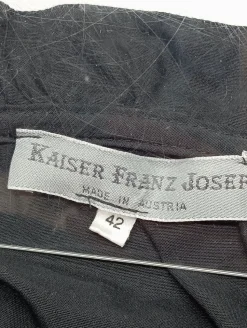 KAISER FRANZ JOSEF
MADE IN AUSTRIA
42